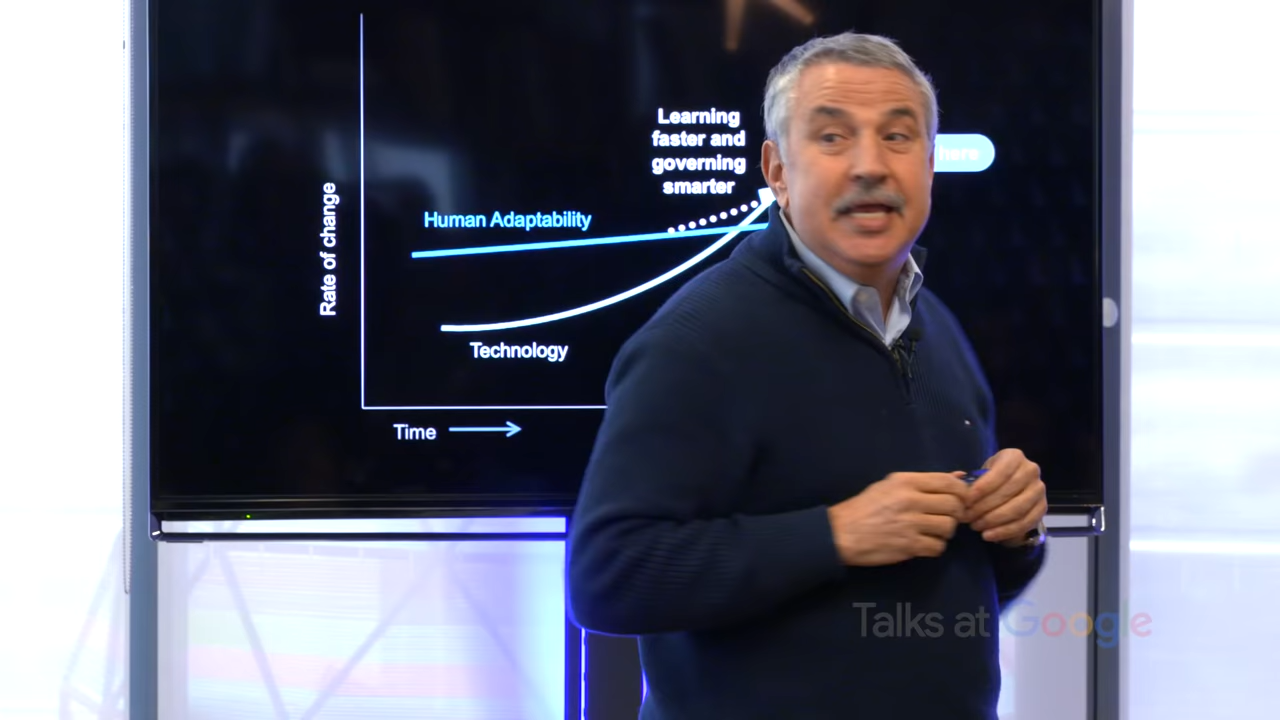 Learning
faster and
governing
smarter
here
Human Adaptability
Rate of change
Technology
Time
Talks at Google